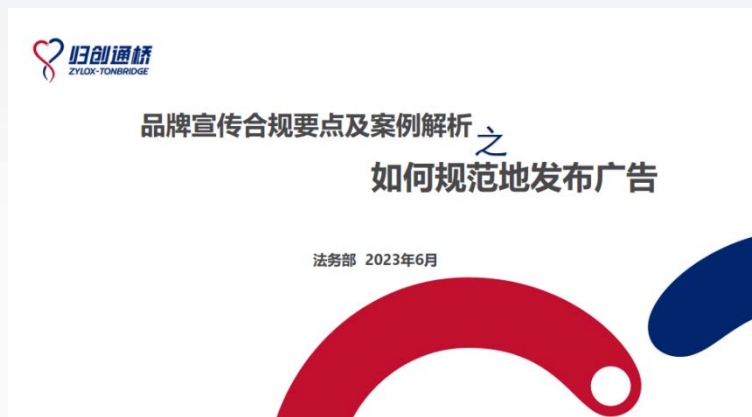 归创通桥
ZYLOX-TONBRIDGE
品牌宣传合规要点及案例解析之
如何规范地发布广告
法务部 2023年6月